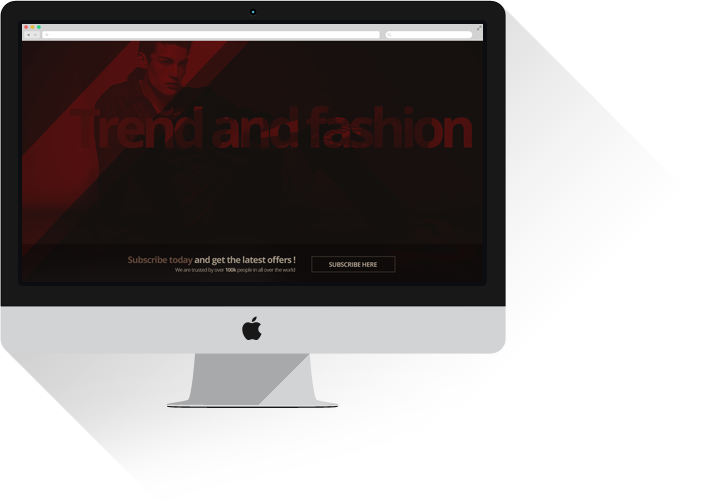 Trend and fashion
Subscribe today and get the latest offers !
We are trusted by over 100k people in all over the world
SUBSCRIBE HERE